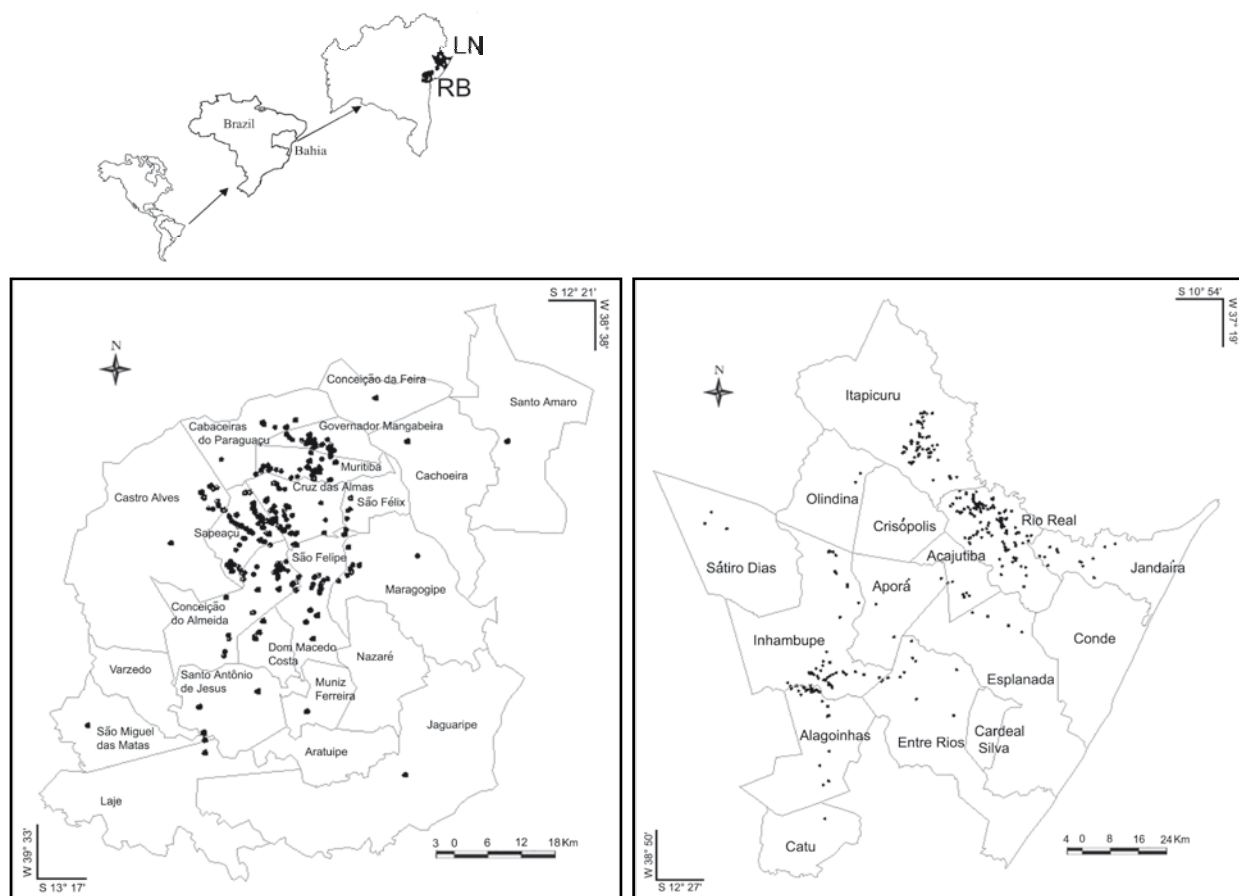 LN
RB
Brazil
Bahia
S 12° 21'
W 38° 38'
N
Conceição da Feira
Santo Amaro
Cabaceiras
do Paraguaçu
Governador Mangabeira
Muritiba
Cachoeira
Cruz das Almas
Castro Alves
São Félix
Sapeaçu
São Felipe
Maragogipe
Conceição
do Almeida
Dom Macedo
Costa
Nazaré
Varzedo
Santo Antônio
de Jesus
Muniz
Ferreira
São Miguel
das Matas
Jaguaripe
Aratuipe
Laje
W 39° 33'
S 13° 17'
3 0 6 12 18 Km
S 10° 54'
W 37° 19'
N
Itapicuru
Olindina
Crisópolis
Rio Real
Sátiro Dias
Acajutiba
Jandaíra
Aporá
Inhambupe
Conde
Esplanada
Alagoinhas
Entre Rios
Cardeal
Silva
Catu
W 38° 50'
S 12° 27'
4 0 8 16 24 Km